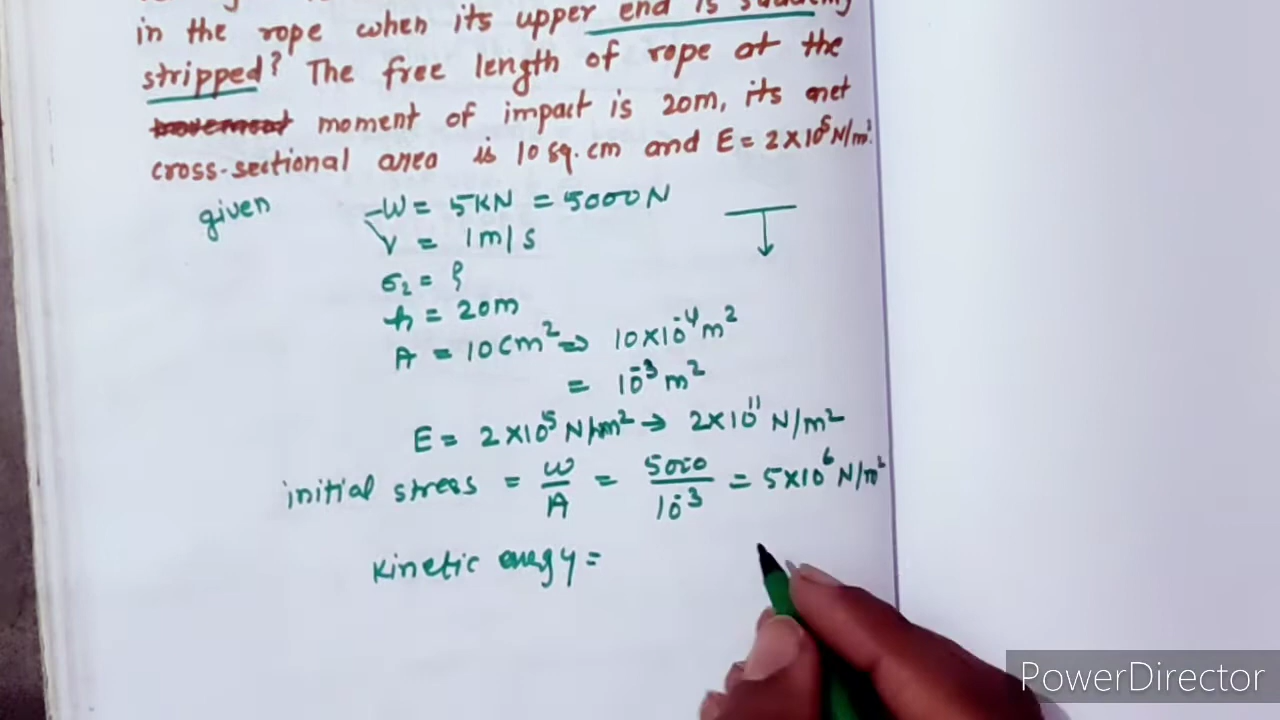 in the rope when its upper end is suddenly
stripped? The free length of rope at the
moment of impact is 20m, its net
cross-sectional area is 10 sq.cm and E = 2×10⁵ N/m².
given W = 5KN = 5000N
V = 1m/s
σ₂ = ?
h = 20m
A = 10cm² ⇒ 10×10⁻⁴m²
= 10⁻³ m²
E = 2×10⁵ N/mm² → 2×10¹¹ N/m²
initial stress = W/A = 5000/10⁻³ = 5×10⁶ N/m²
Kinetic energy =
PowerDirector